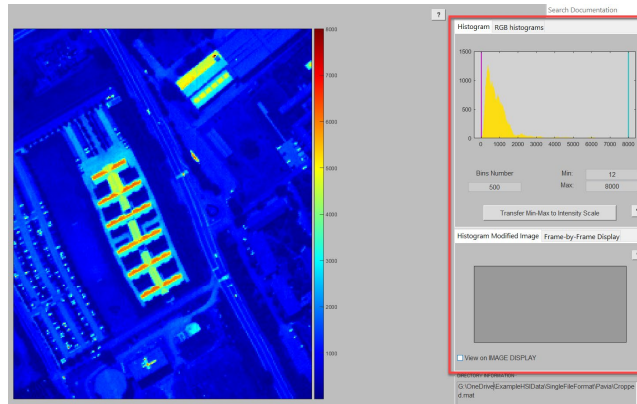 Search Documentation
?
Histogram RGB histograms
8000
7000
6000
5000
4000
3000
2000
1000
1500
1000
500
0
0 1000 2000 3000 4000 5000 6000 7000 8000
Bins Number Min: 12
500 Max: 8000
Transfer Min-Max to Intensity Scale
Histogram Modified Image Frame-by-Frame Display
View on IMAGE DISPLAY
DIRECTORY INFORMATION
G:\OneDrive\ExampleHSIData\SingleFileFormat\Pavia\Croppe
d.mat